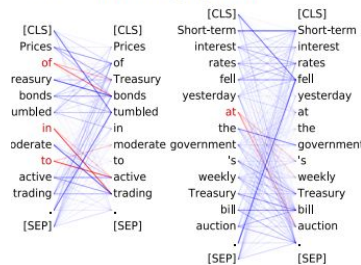 [CLS]
Prices
of
reasury
bonds
umbled
in
oderate
to
active
trading
.
[SEP]
[CLS]
Prices
of
Treasury
bonds
tumbled
in
moderate
to
active
trading
.
[SEP]
[CLS]
Short-term
interest
rates
fell
yesterday
at
the
government
's
weekly
Treasury
bill
auction
.
[SEP]
[CLS]
Short-term
interest
rates
fell
yesterday
at
the
government
's
weekly
Treasury
bill
auction
.
[SEP]